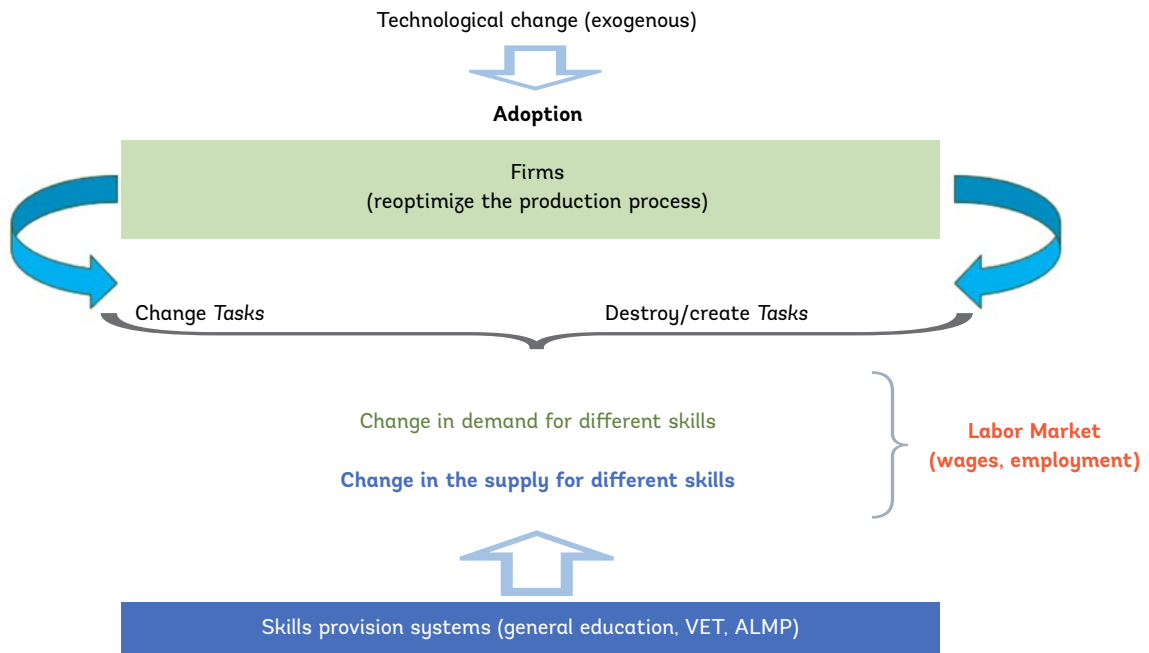 Technological change (exogenous)
Adoption
Firms
(reoptimize the production process)
Change Tasks
Destroy/create Tasks
Change in demand for different skills
Change in the supply for different skills
Labor Market
(wages, employment)
Skills provision systems (general education, VET, ALMP)